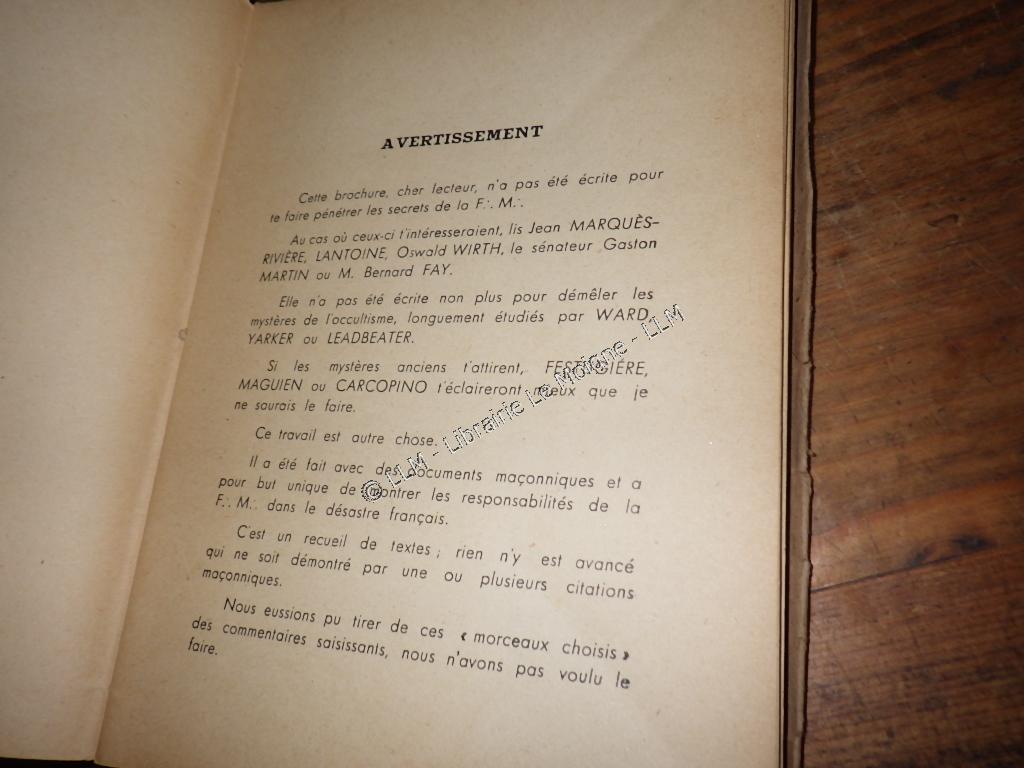 AVERTISSEMENT
Cette brochure, cher lecteur, n'a pas été écrite pour
te faire pénétrer les secrets de la F∴ M∴
Au cas où ceux-ci t'intéresseraient, lis Jean MARQUÈS-
RIVIÈRE, LANTOINE, Oswald WIRTH, le sénateur Gaston
MARTIN ou M. Bernard FAY.
Elle n'a pas été écrite non plus pour démêler les
mystères de l'occultisme, longuement étudiés par WARD,
YARKER ou LEADBEATER.
Si les mystères anciens t'attirent, FESTUGIÈRE,
MAGUIEN ou CARCOPINO t'éclaireront mieux que je
ne saurais le faire.
Ce travail est autre chose.
Il a été fait avec des documents maçonniques et a
pour but unique de montrer les responsabilités de la
F∴ M∴ dans le désastre français.
C'est un recueil de textes ; rien n'y est avancé
qui ne soit démontré par une ou plusieurs citations
maçonniques.
Nous eussions pu tirer de ces « morceaux choisis »
des commentaires saisissants, nous n'avons pas voulu le
faire.
© LLM - Librairie Le Moigne - LLM